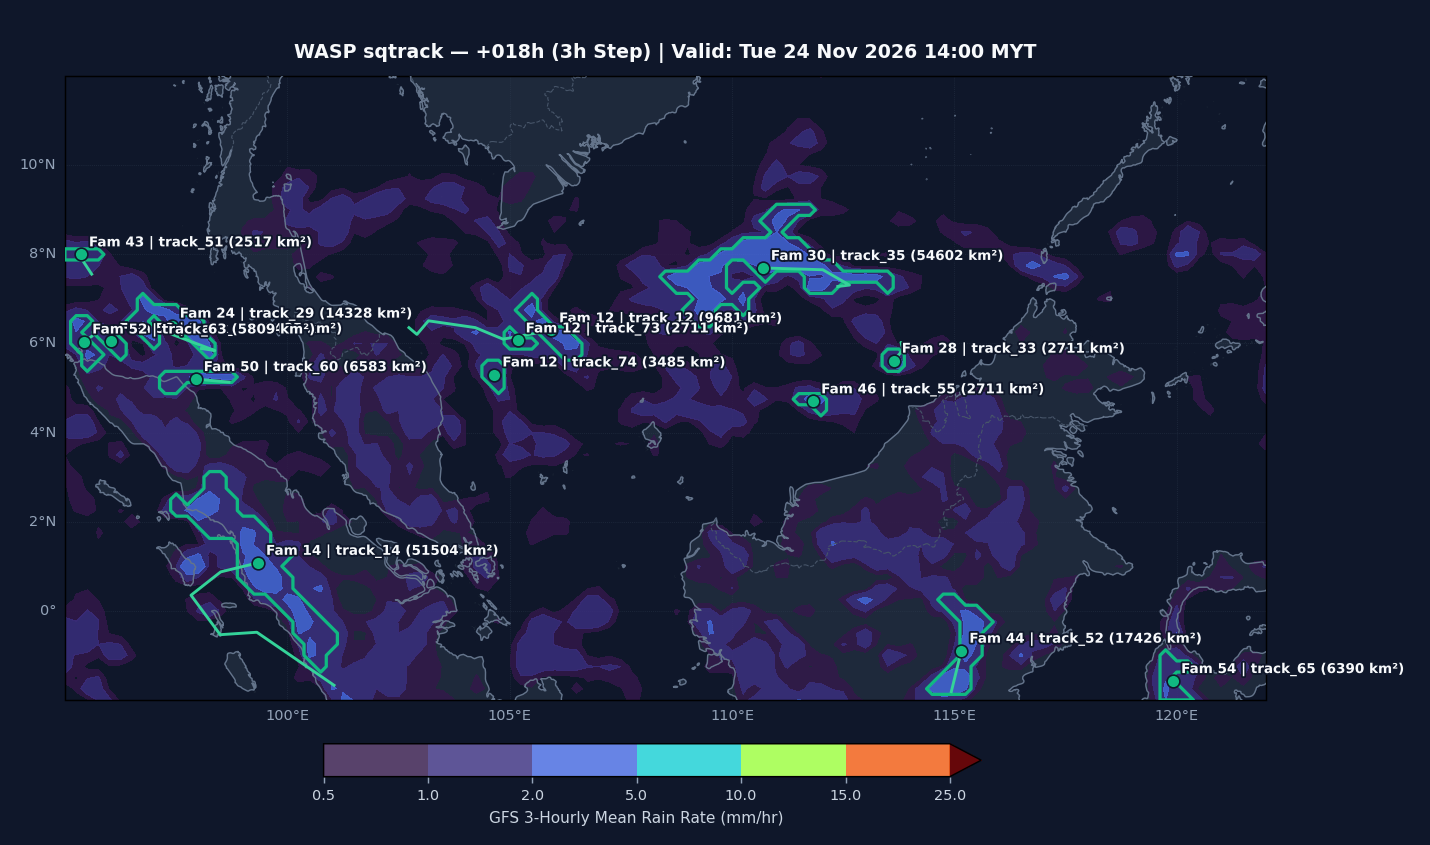 WASP sqtrack — +018h (3h Step) | Valid: Tue 24 Nov 2026 14:00 MYT
10°N
8°N
6°N
4°N
2°N
0°
Fam 43 | track_51 (2517 km²)
Fam 30 | track_35 (54602 km²)
Fam 24 | track_29 (14328 km²)
Fam 12 | track_12 (9681 km²)
Fam 52
track_63 (5809 km²)
Fam 12 | track_73 (2711 km²)
Fam 28 | track_33 (2711 km²)
Fam 12 | track_74 (3485 km²)
Fam 50 | track_60 (6583 km²)
Fam 46 | track_55 (2711 km²)
Fam 14 | track_14 (51504 km²)
Fam 44 | track_52 (17426 km²)
Fam 54 | track_65 (6390 km²)
100°E
105°E
110°E
115°E
120°E
0.5
1.0
2.0
5.0
10.0
15.0
25.0
GFS 3-Hourly Mean Rain Rate (mm/hr)